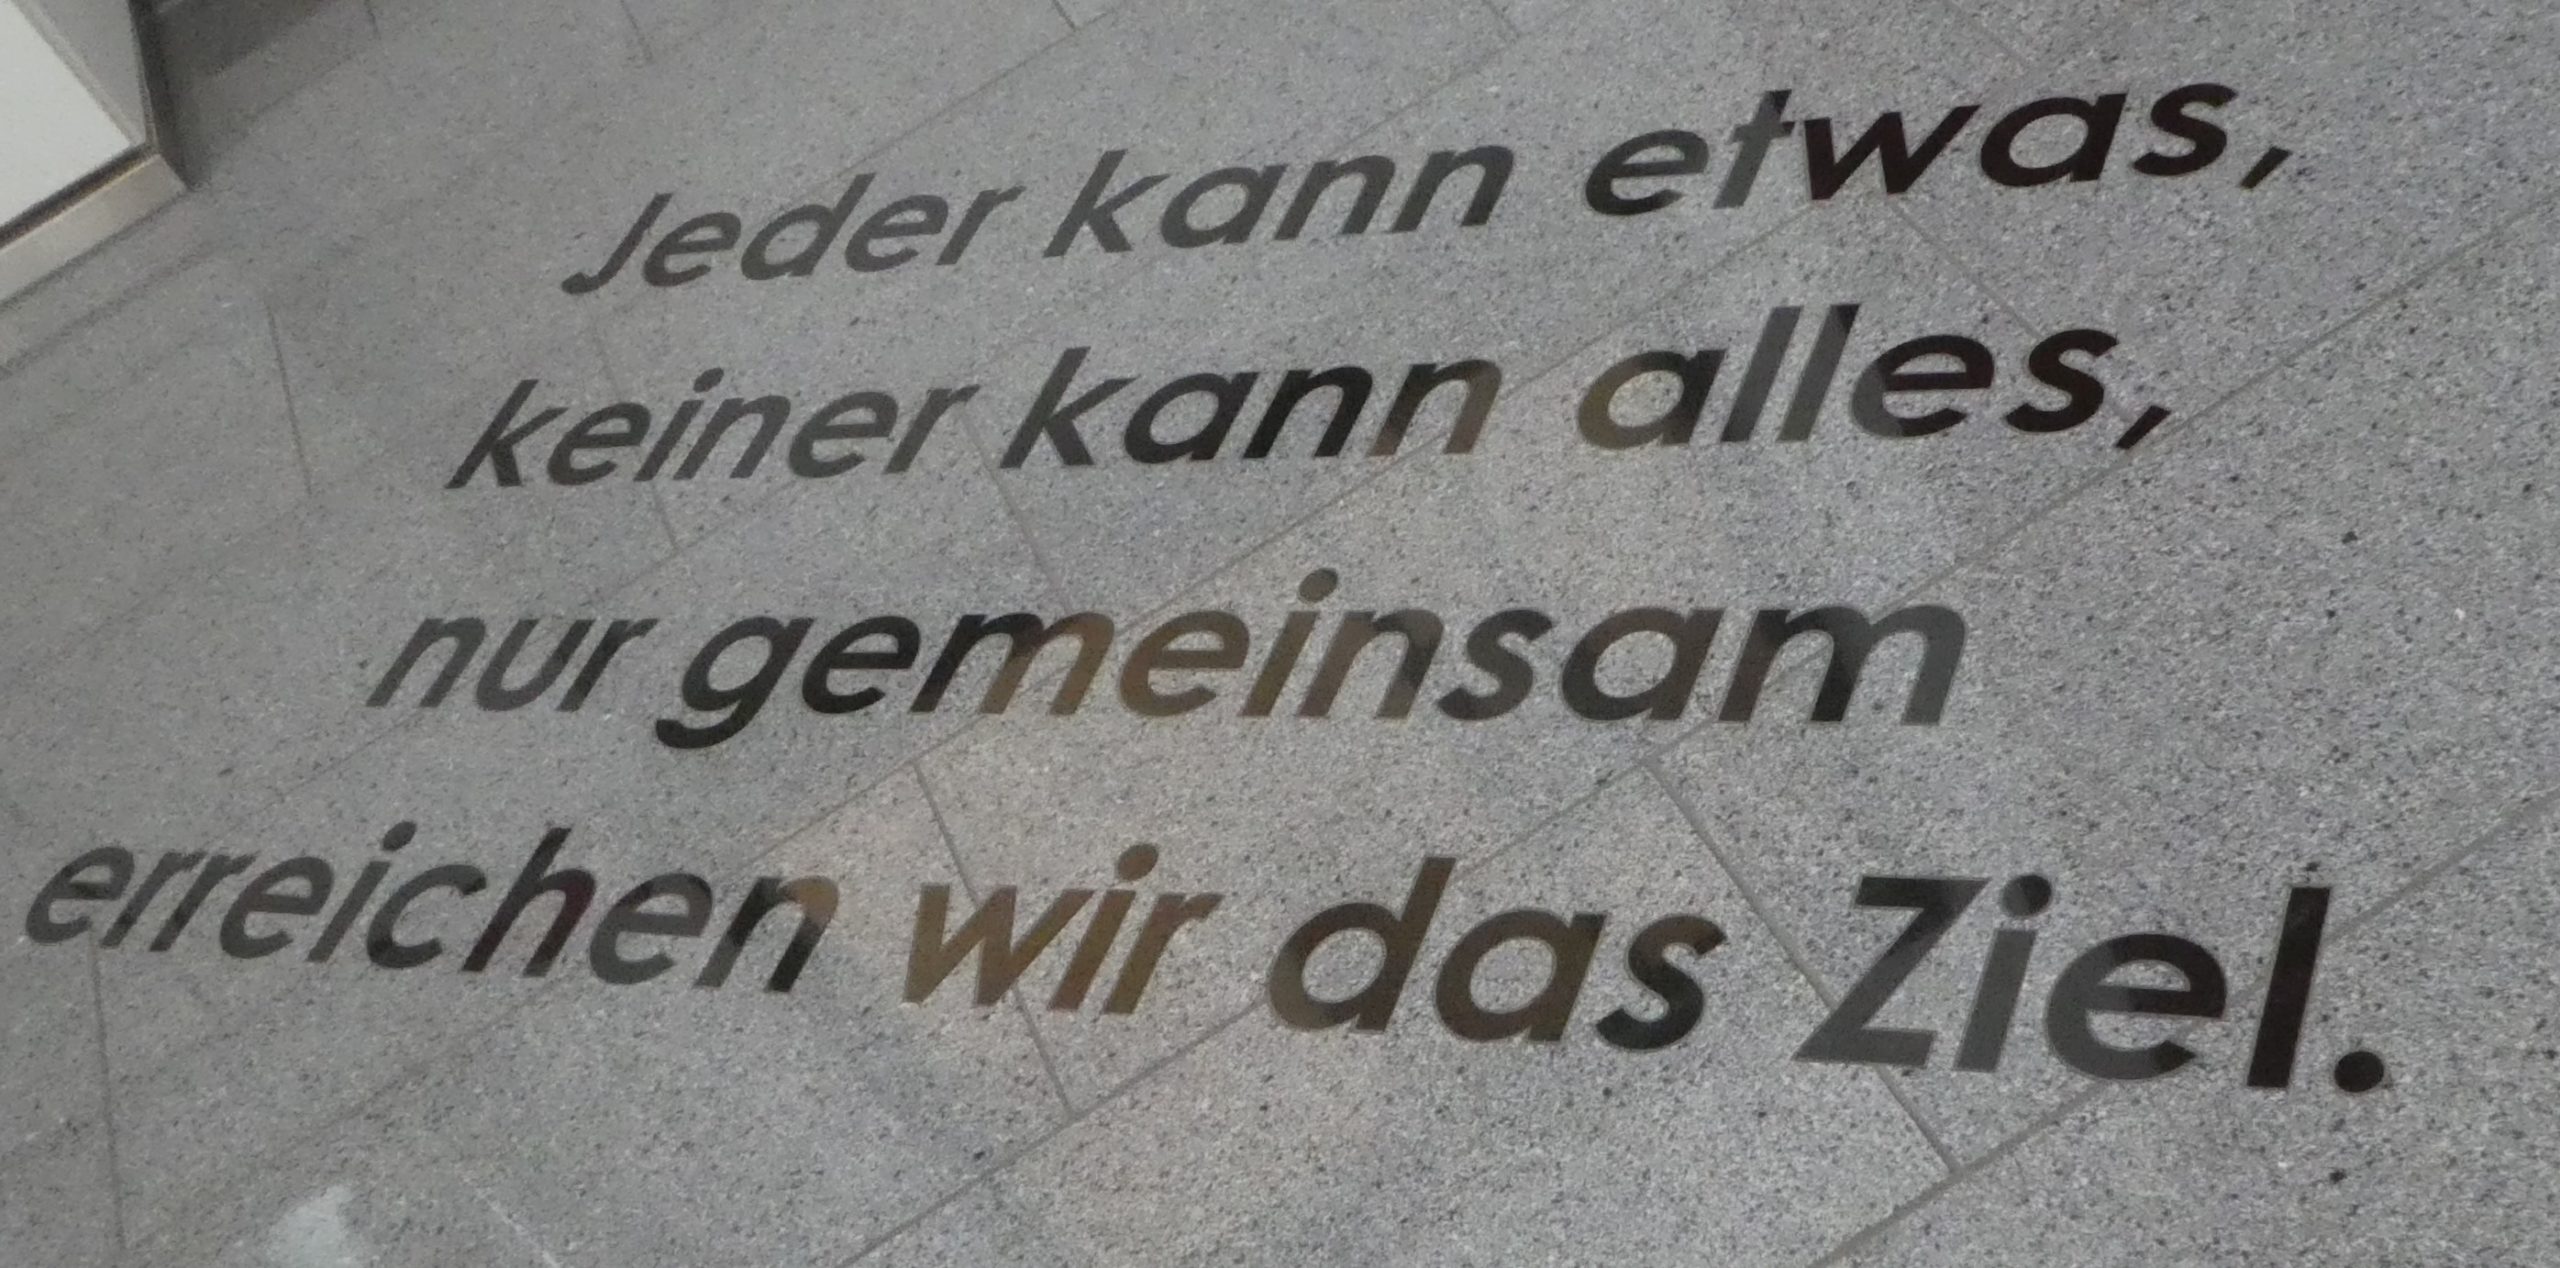 Jeder kann etwas,
keiner kann alles,
nur gemeinsam
erreichen wir das Ziel.